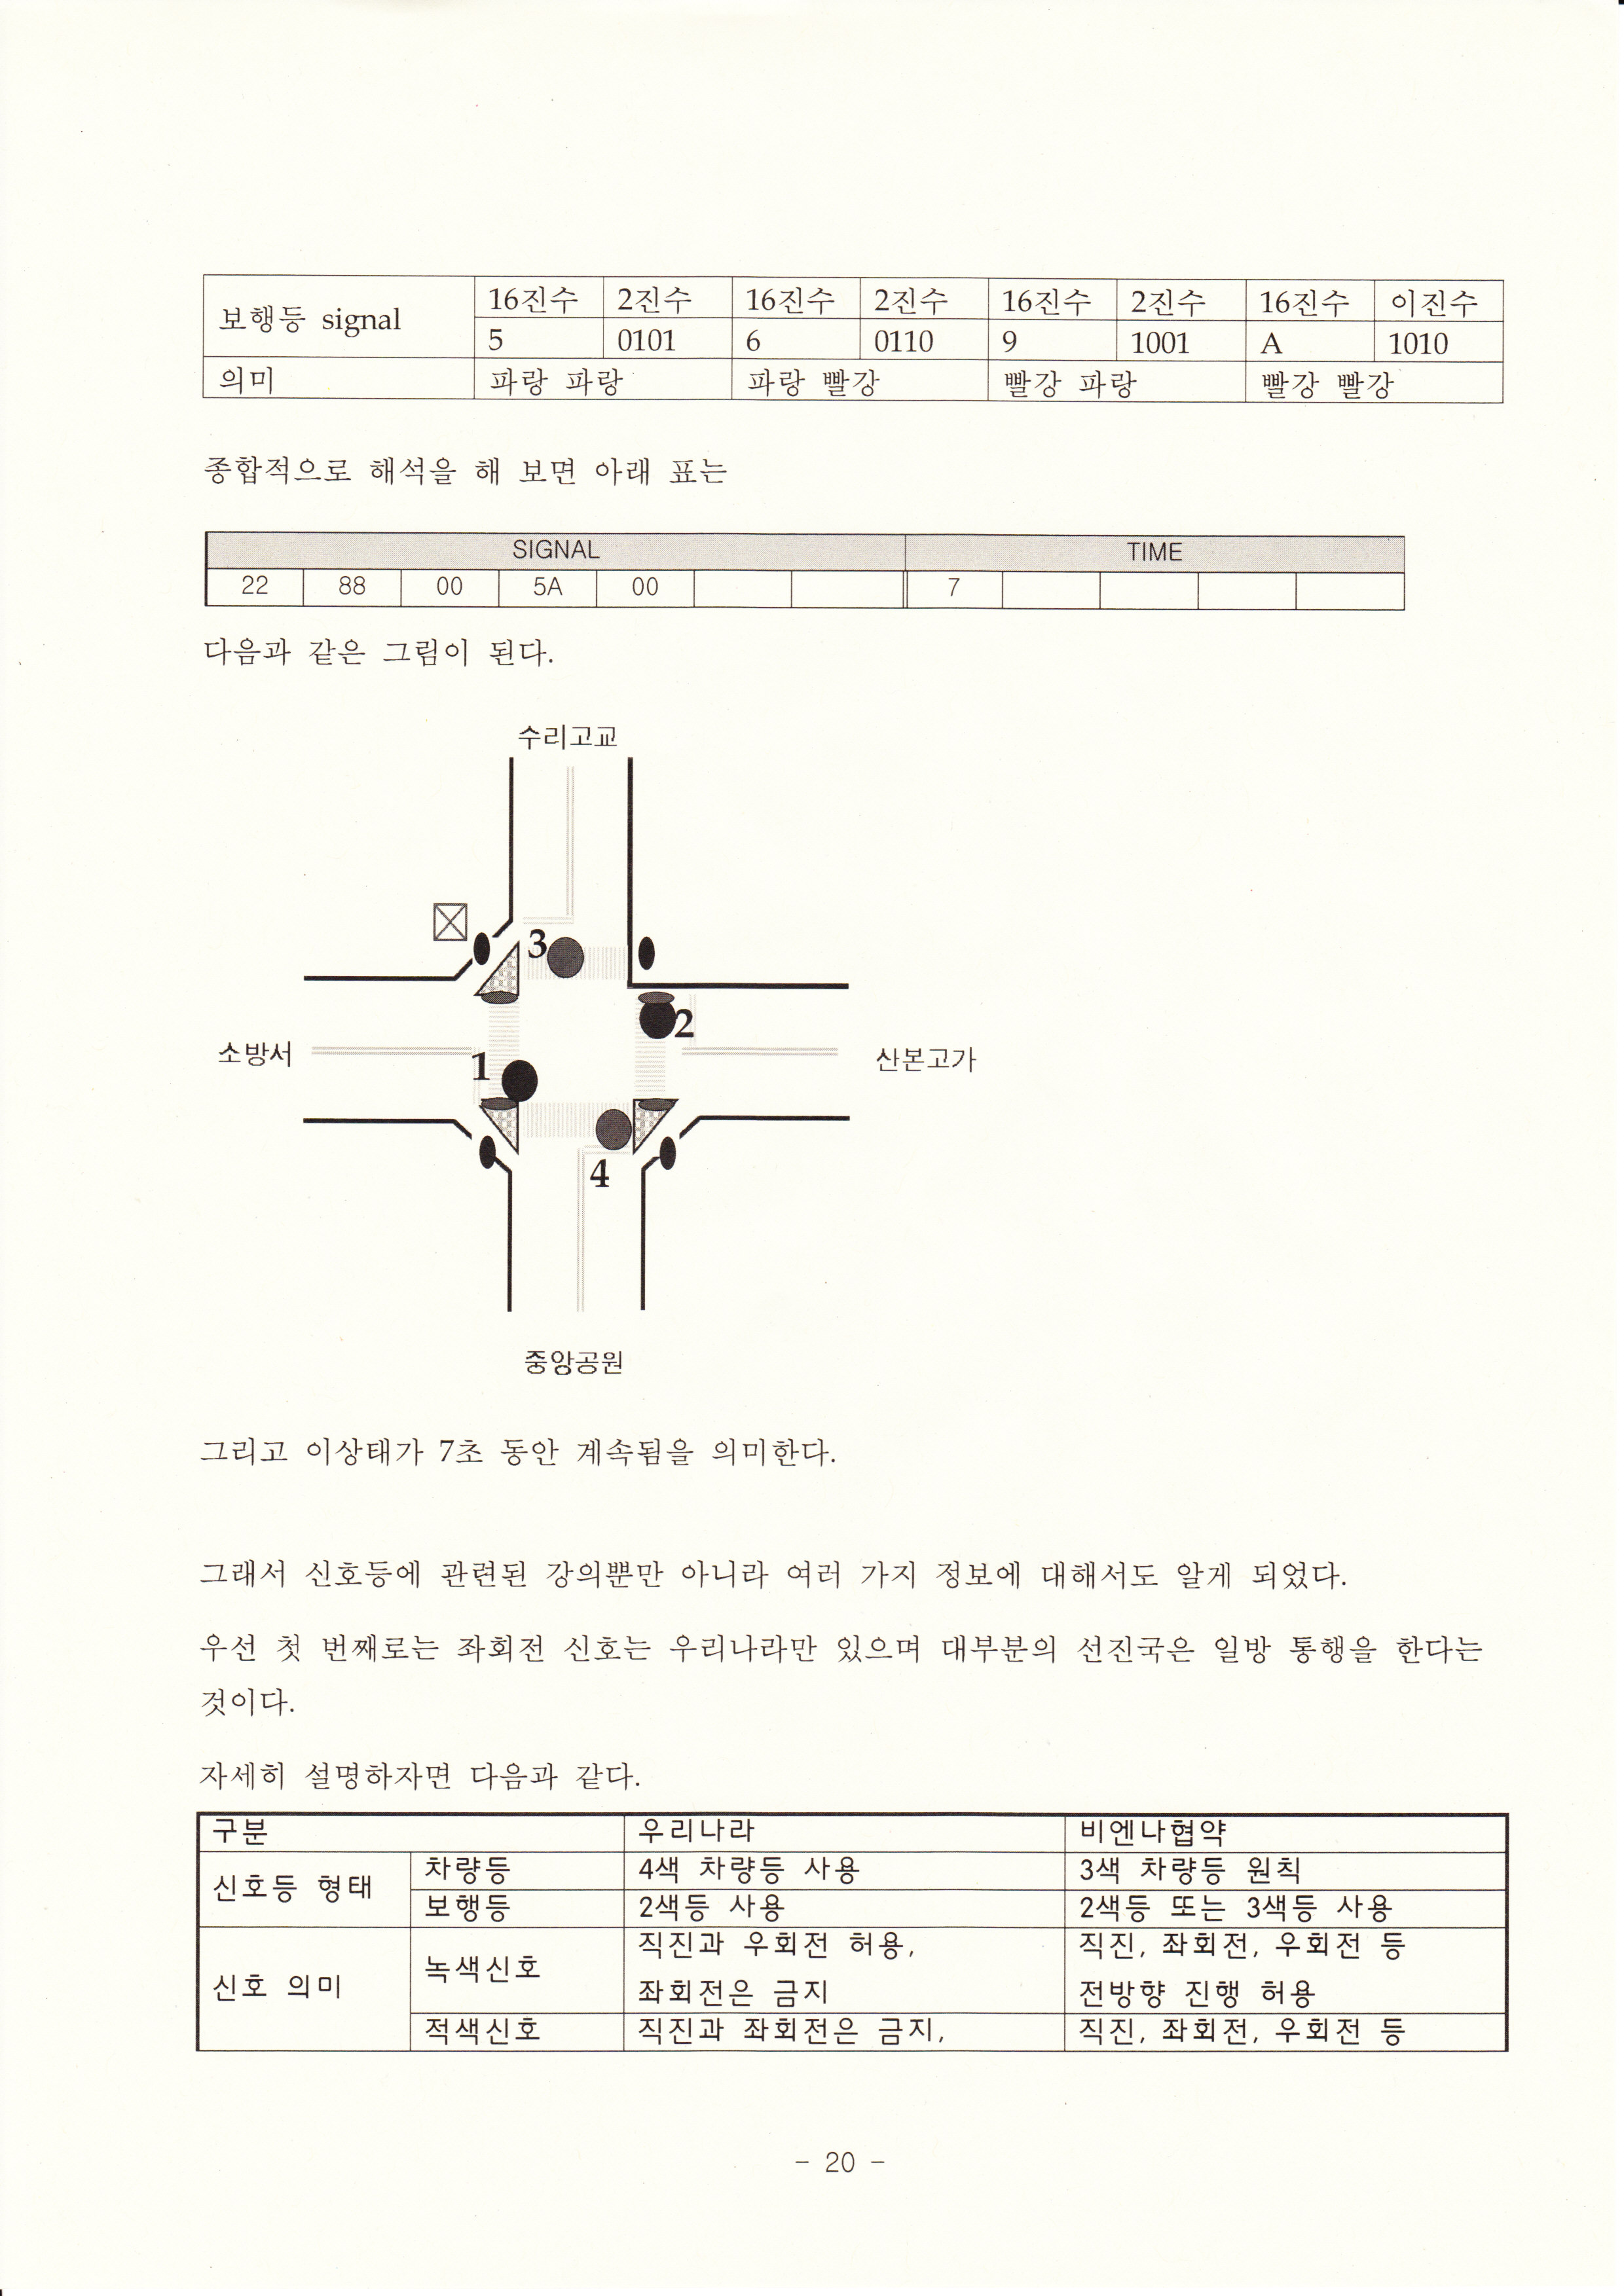 보행등 signal 16진수 2진수 16진수 2진수 16진수 2진수 16진수 이진수
5 0101 6 0110 9 1001 A 1010
의미 파랑 파랑 파랑 빨강 빨강 파랑 빨강 빨강
종합적으로 해석을 해 보면 아래 표는
SIGNAL TIME
22 88 00 5A 00 7
다음과 같은 그림이 된다.
수리고교
3
2
소방서
1
산본고가
4
중앙공원
그리고 이상태가 7초 동안 계속됨을 의미한다.
그래서 신호등에 관련된 강의뿐만 아니라 여러 가지 정보에 대해서도 알게 되었다.
우선 첫 번째로는 좌회전 신호는 우리나라만 있으며 대부분의 선진국은 일방 통행을 한다는
것이다.
자세히 설명하자면 다음과 같다.
구분 우리나라 비엔나협약
신호등 형태 차량등 4색 차량등 사용 3색 차량등 원칙
보행등 2색등 사용 2색등 또는 3색등 사용
신호 의미 녹색신호 직진과 우회전 허용, 직진, 좌회전, 우회전 등
좌회전은 금지 전방향 진행 허용
적색신호 직진과 좌회전은 금지, 직진, 좌회전, 우회전 등
- 20 -